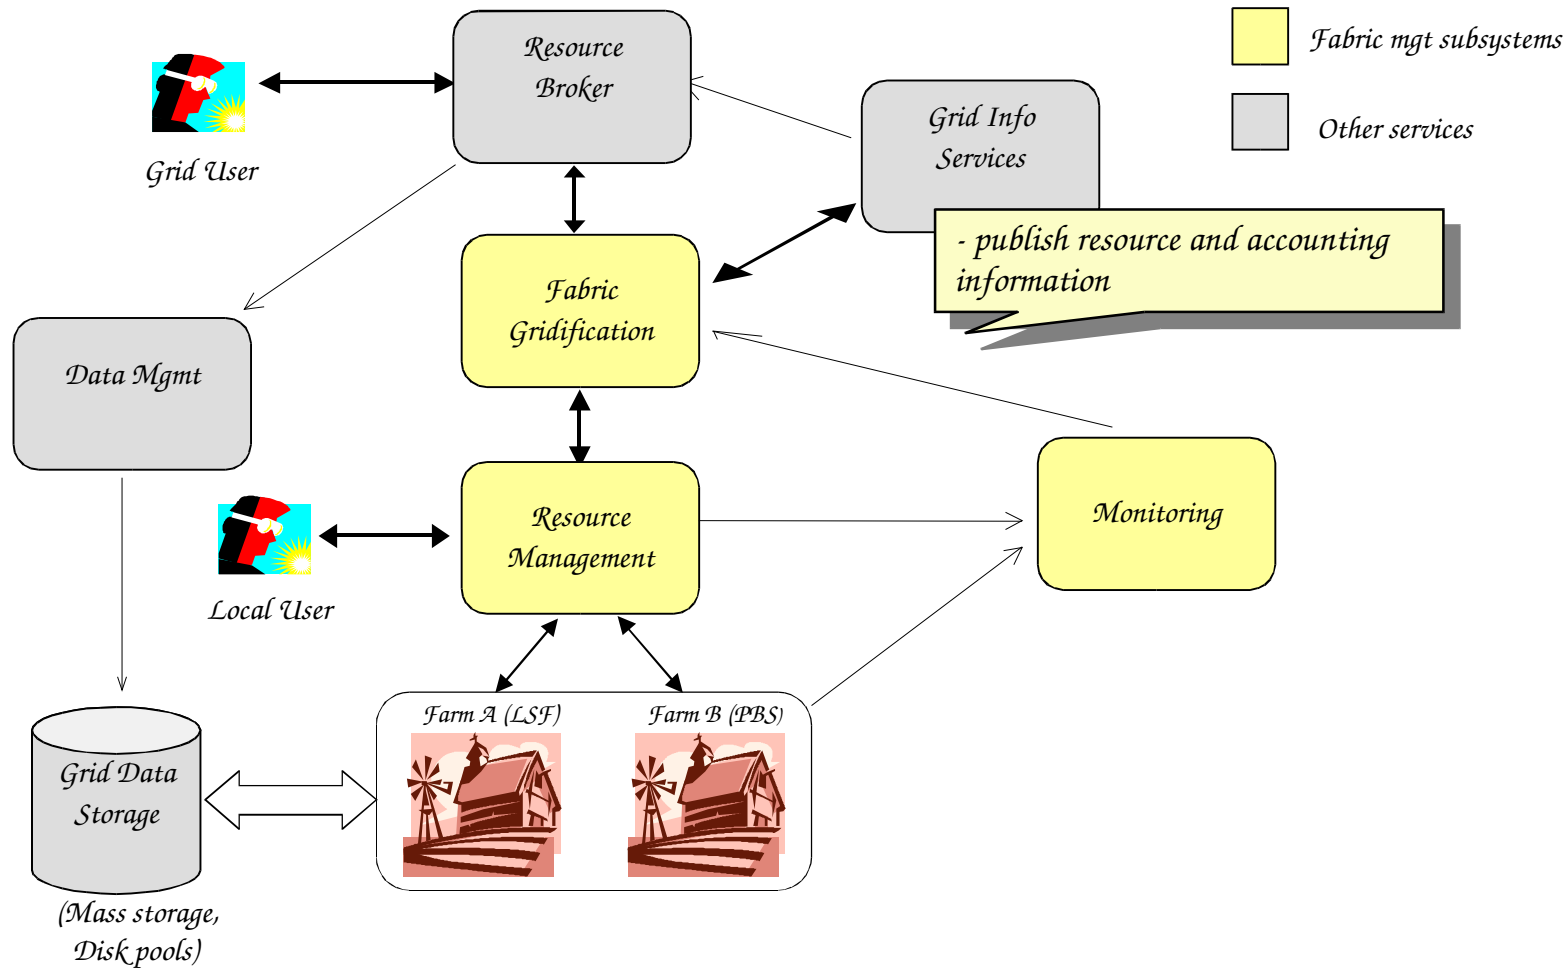 Resource
Broker
Fabric mgt subsystems
Grid Info
Services
Other services
Grid User
- publish resource and accounting
information
Fabric
Gridification
Data Mgmt
Resource
Management
Monitoring
Local User
Farm A (LSF)
Farm B (PBS)
Grid Data
Storage
(Mass storage,
Disk pools)